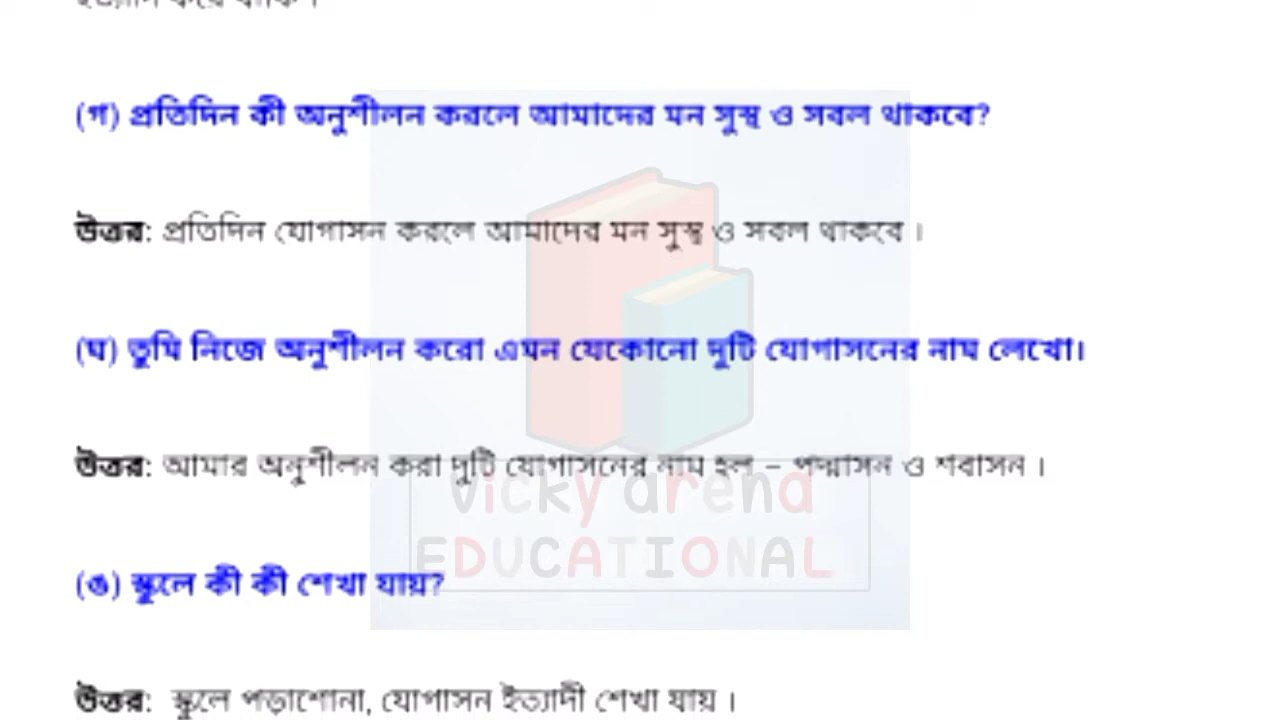 (গ) প্রতিদিন কী অনুশীলন করলে আমাদের মন সুস্থ ও সবল থাকবে?
উত্তর: প্রতিদিন যোগাসন করলে আমাদের মন সুস্থ ও সবল থাকবে ।
(ঘ) তুমি নিজে অনুশীলন করো এমন যেকোনো দুটি যোগাসনের নাম লেখো।
উত্তর: আমার অনুশীলন করা দুটি যোগাসনের নাম হল – পদ্মাসন ও শবাসন ।
vicky arena
EDUCATIONAL
(ঙ) স্কুলে কী কী শেখা যায়?
উত্তর: স্কুলে পড়াশোনা, যোগাসন ইত্যাদী শেখা যায় ।